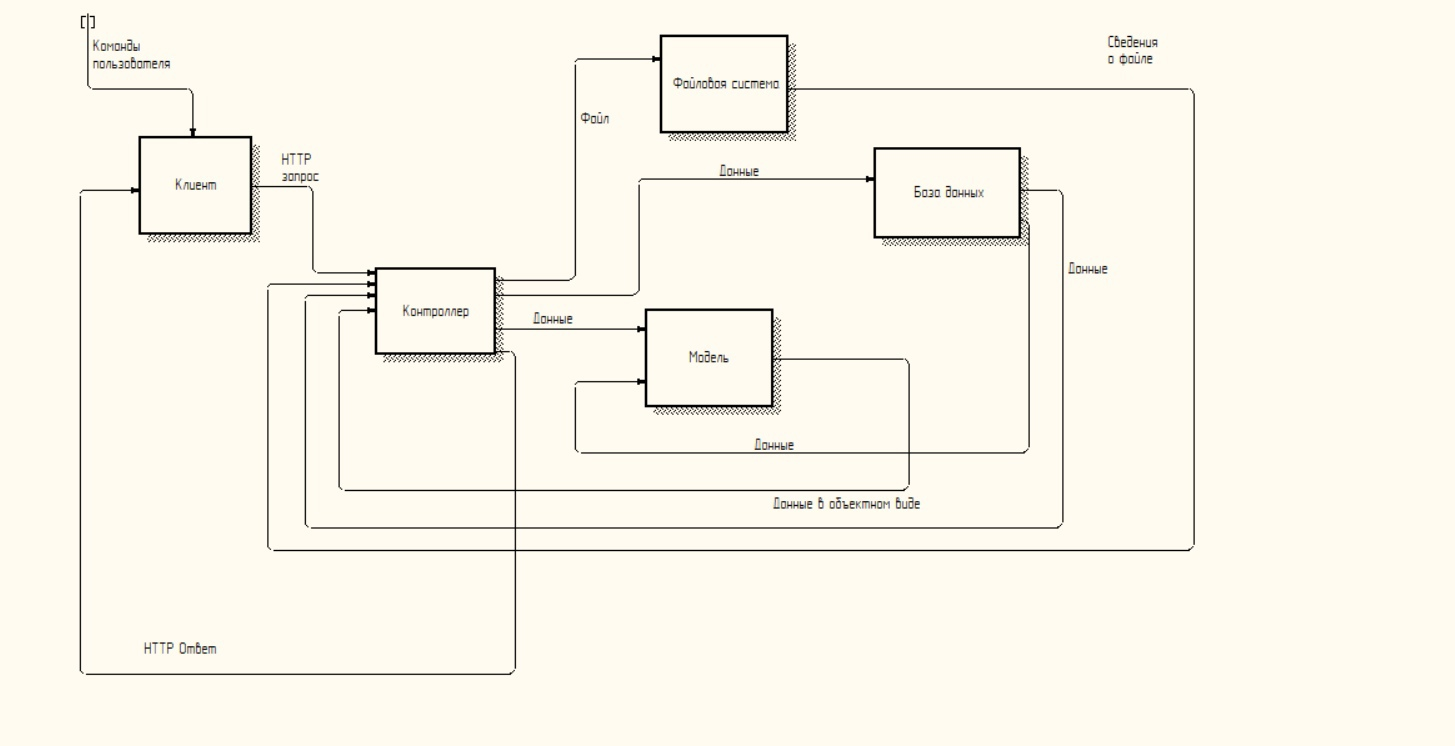 Команды
пользователя
Сведения
о файле
Файловая система
Файл
HTTP
запрос
Данные
Клиент
База данных
Данные
Контроллер
Данные
Модель
Данные
Данные в объектном виде
HTTP Ответ